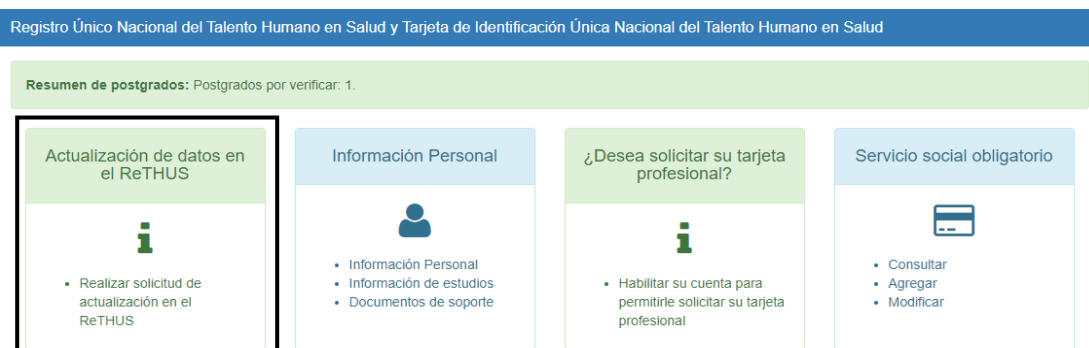 Registro Único Nacional del Talento Humano en Salud y Tarjeta de Identificación Única Nacional del Talento Humano en Salud
Resumen de postgrados: Postgrados por verificar: 1.
Actualización de datos en
el ReTHUS
Realizar solicitud de
actualización en el
ReTHUS
Información Personal
Información Personal
Información de estudios
Documentos de soporte
¿Desea solicitar su tarjeta
profesional?
Habilitar su cuenta para
permitirle solicitar su tarjeta
profesional
Servicio social obligatorio
Consultar
Agregar
Modificar